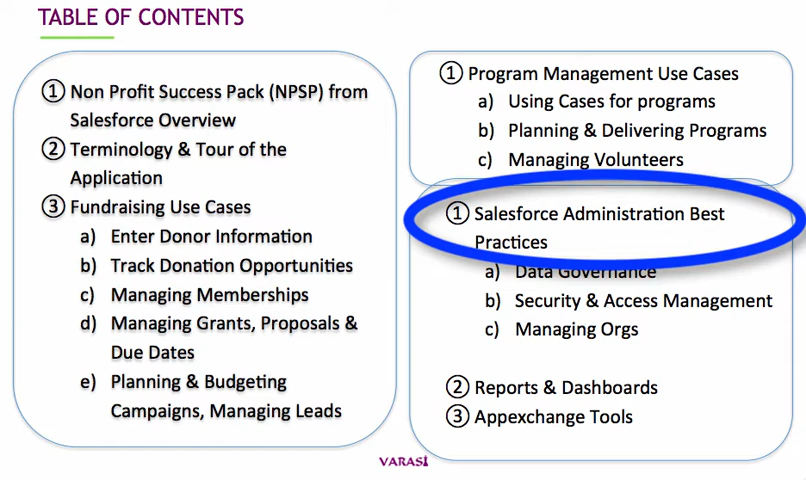 TABLE OF CONTENTS
① Non Profit Success Pack (NPSP) from
Salesforce Overview
② Terminology & Tour of the
Application
③ Fundraising Use Cases
a) Enter Donor Information
b) Track Donation Opportunities
c) Managing Memberships
d) Managing Grants, Proposals &
Due Dates
e) Planning & Budgeting
Campaigns, Managing Leads
① Program Management Use Cases
a) Using Cases for programs
b) Planning & Delivering Programs
c) Managing Volunteers
① Salesforce Administration Best
Practices
a) Data Governance
b) Security & Access Management
c) Managing Orgs
② Reports & Dashboards
③ Appexchange Tools
VARASI